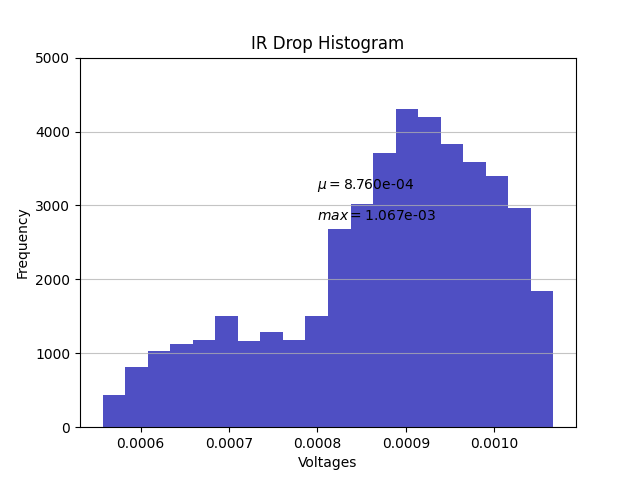 IR Drop Histogram
5000
4000
3000
2000
1000
0
Frequency
μ = 8.760e-04
max = 1.067e-03
0.0006 0.0007 0.0008 0.0009 0.0010
Voltages